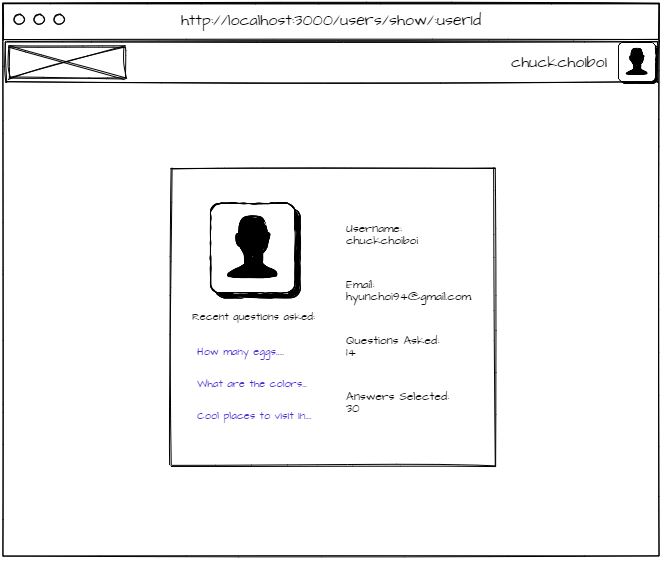 http://localhost:3000/users/show/:userId
chuckchoiboi
Username:
chuckchoiboi
Email:
hyunchoi94@gmail.com
Recent questions asked:
How many eggs....
What are the colors...
Cool places to visit in...
Questions Asked:
14
Answers Selected:
30